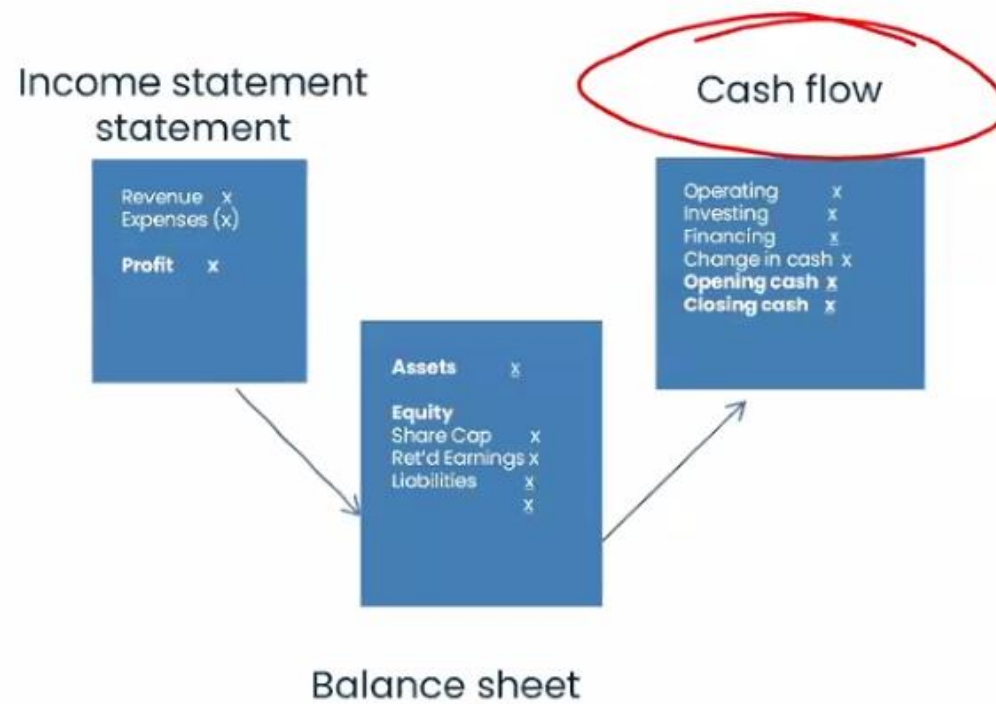 Income statement
statement
Revenue x
Expenses (x)
Profit x
Cash flow
Operating x
Investing x
Financing x
Change in cash x
Opening cash x
Closing cash x
Assets x
Equity
Share Cap x
Ret'd Earnings x
Liabilities x
x
Balance sheet